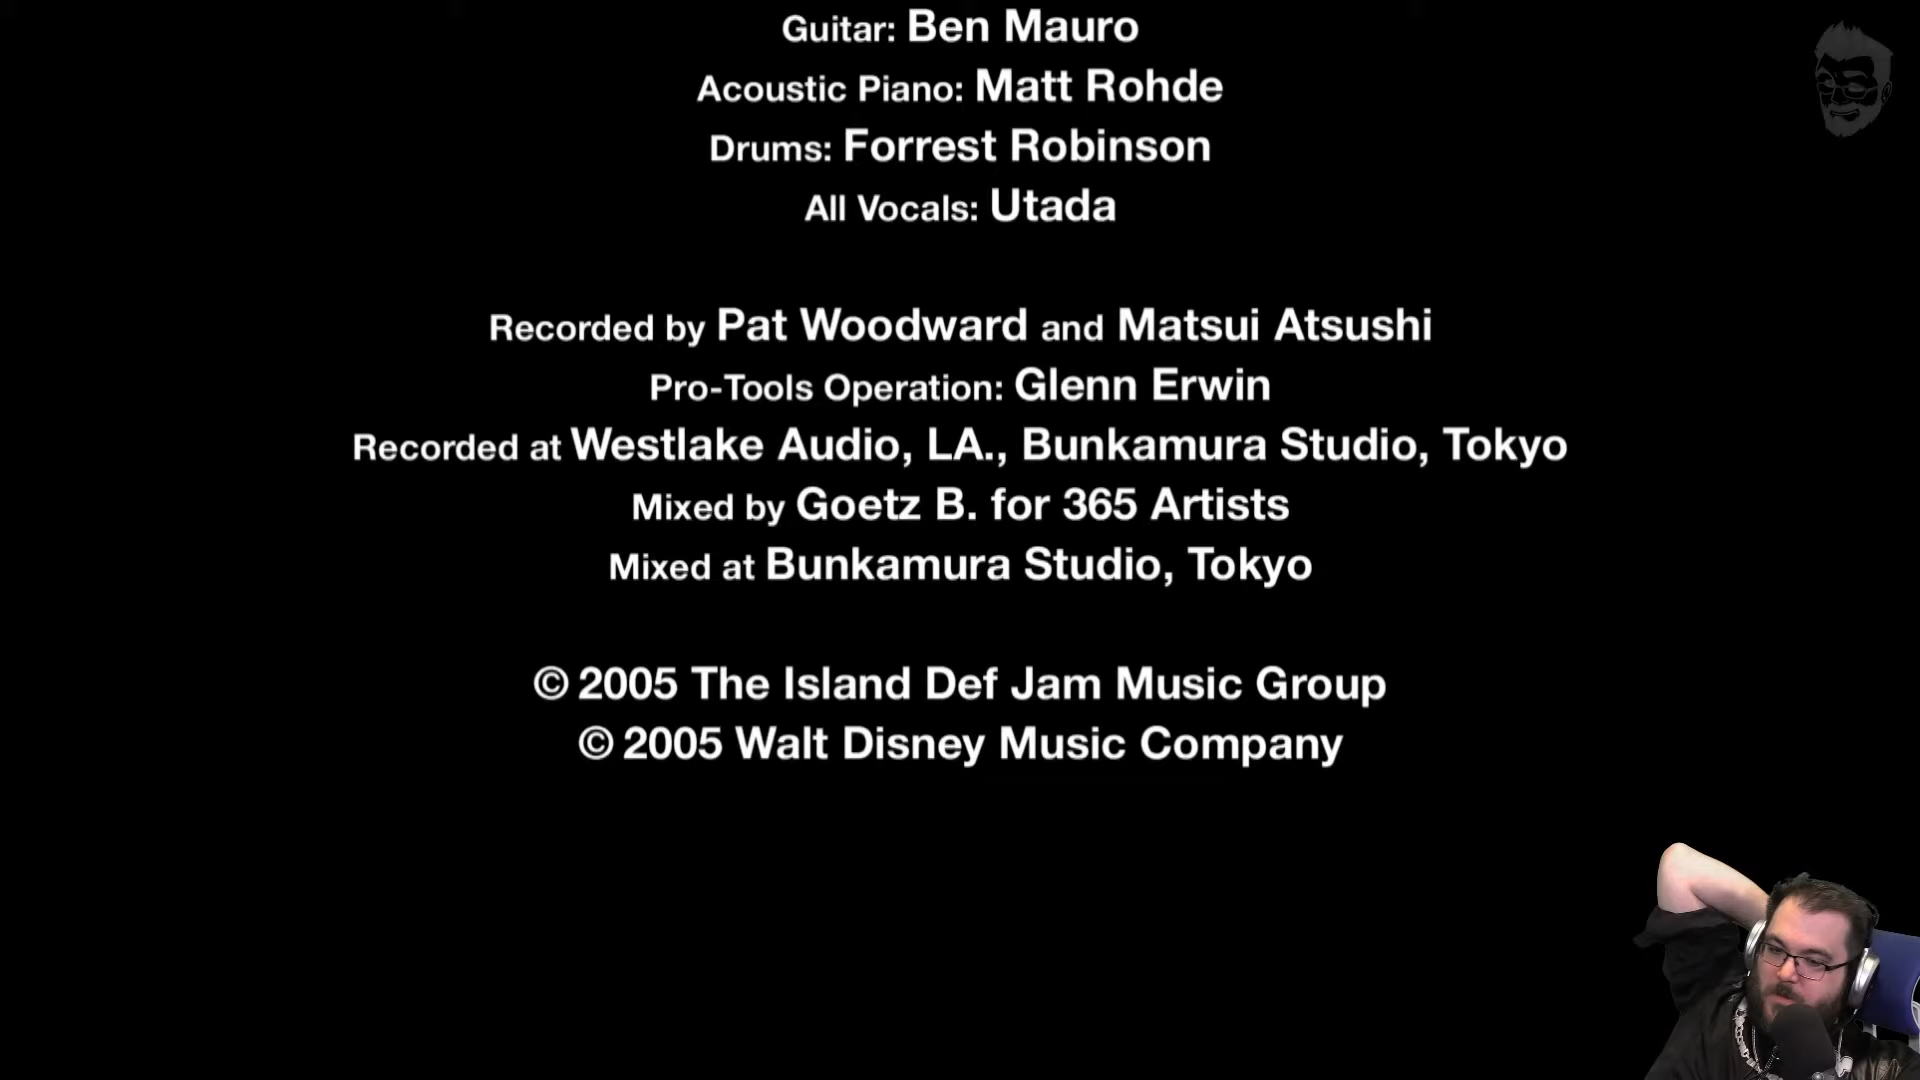 Guitar: Ben Mauro
Acoustic Piano: Matt Rohde
Drums: Forrest Robinson
All Vocals: Utada
Recorded by Pat Woodward and Matsui Atsushi
Pro-Tools Operation: Glenn Erwin
Recorded at Westlake Audio, LA., Bunkamura Studio, Tokyo
Mixed by Goetz B. for 365 Artists
Mixed at Bunkamura Studio, Tokyo
© 2005 The Island Def Jam Music Group
© 2005 Walt Disney Music Company